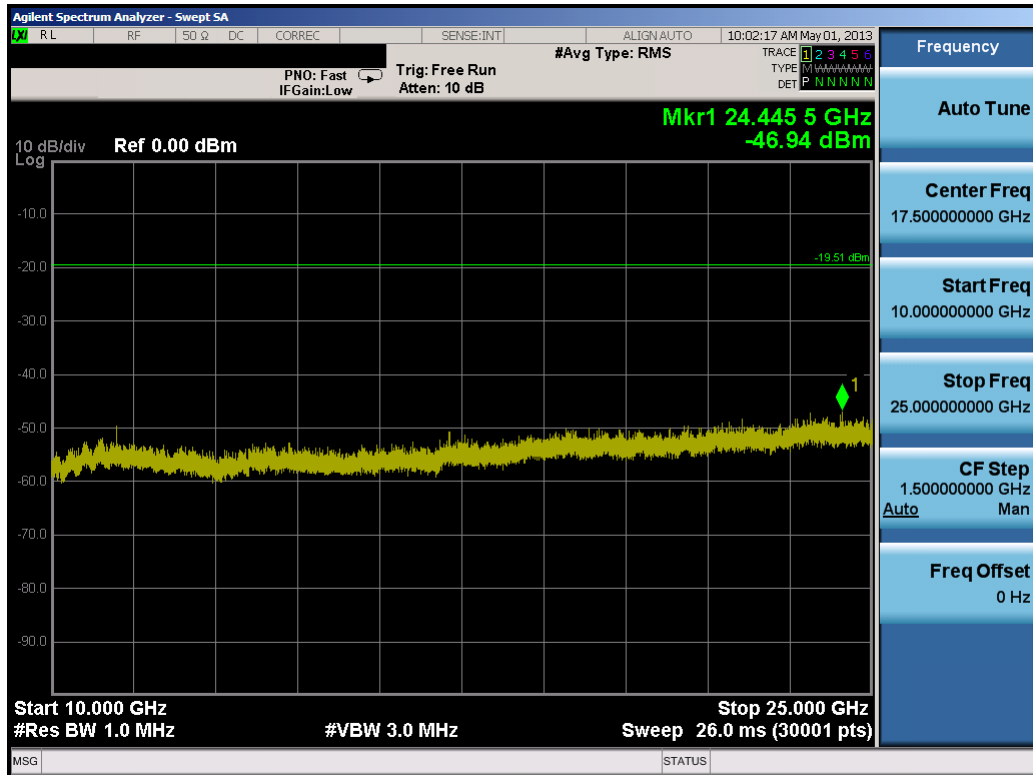 Agilent Spectrum Analyzer - Swept SA
LXI RL RF 50 Ω DC CORREC SENSE:INT ALIGNAUTO 10:02:17 AM May 01, 2013
#Avg Type: RMS
TRACE 1 2 3 4 5 6
PNO: Fast Trig: Free Run
TYPE M WWWWW
IFGain:Low Atten: 10 dB
DET P N N N N N
Mkr1 24.445 5 GHz
-46.94 dBm
10 dB/div Ref 0.00 dBm
Log
-10.0
-19.51 dBm
-20.0
-30.0
-40.0
1
-50.0
-60.0
-70.0
-80.0
-90.0
Start 10.000 GHz Stop 25.000 GHz
#Res BW 1.0 MHz #VBW 3.0 MHz Sweep 26.0 ms (30001 pts)
MSG STATUS
Frequency
Auto Tune
Center Freq
17.500000000 GHz
Start Freq
10.000000000 GHz
Stop Freq
25.000000000 GHz
CF Step
1.500000000 GHz
Auto Man
Freq Offset
0 Hz